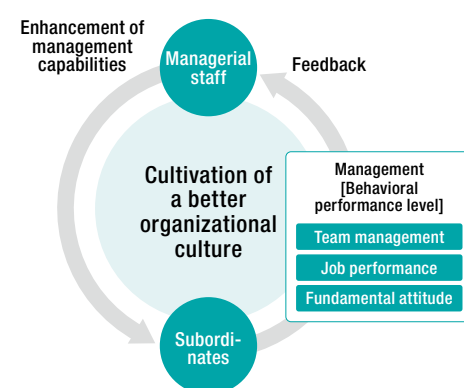 Enhancement of
management
capabilities
Managerial
staff
Feedback
Cultivation of
a better
organizational
culture
Management
[Behavioral
performance level]
Team management
Job performance
Fundamental attitude
Subordi-
nates